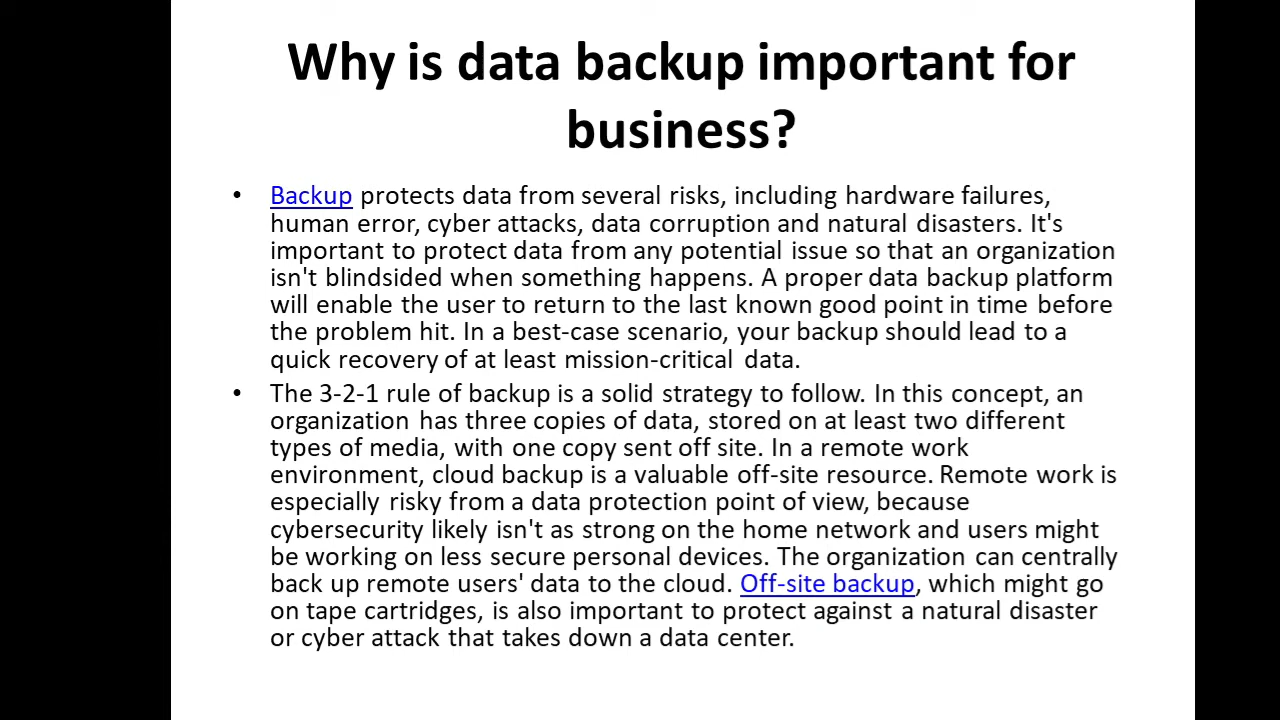 Why is data backup important for
business?
• Backup protects data from several risks, including hardware failures,
human error, cyber attacks, data corruption and natural disasters. It's
important to protect data from any potential issue so that an organization
isn't blindsided when something happens. A proper data backup platform
will enable the user to return to the last known good point in time before
the problem hit. In a best-case scenario, your backup should lead to a
quick recovery of at least mission-critical data.
• The 3-2-1 rule of backup is a solid strategy to follow. In this concept, an
organization has three copies of data, stored on at least two different
types of media, with one copy sent off site. In a remote work
environment, cloud backup is a valuable off-site resource. Remote work is
especially risky from a data protection point of view, because
cybersecurity likely isn't as strong on the home network and users might
be working on less secure personal devices. The organization can centrally
back up remote users' data to the cloud. Off-site backup, which might go
on tape cartridges, is also important to protect against a natural disaster
or cyber attack that takes down a data center.